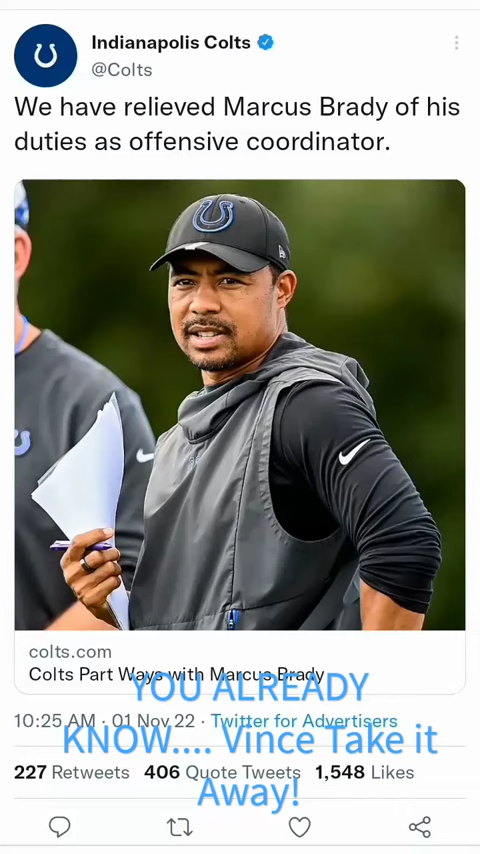 Indianapolis Colts
@Colts
We have relieved Marcus Brady of his
duties as offensive coordinator.
colts.com
Colts Part Ways with Marcus Brady
YOU ALREADY
10:25 AM · 01 Nov 22 · Twitter for Advertisers
KNOW.... Vince Take it
227 Retweets 406 Quote Tweets 1,548 Likes
Away!